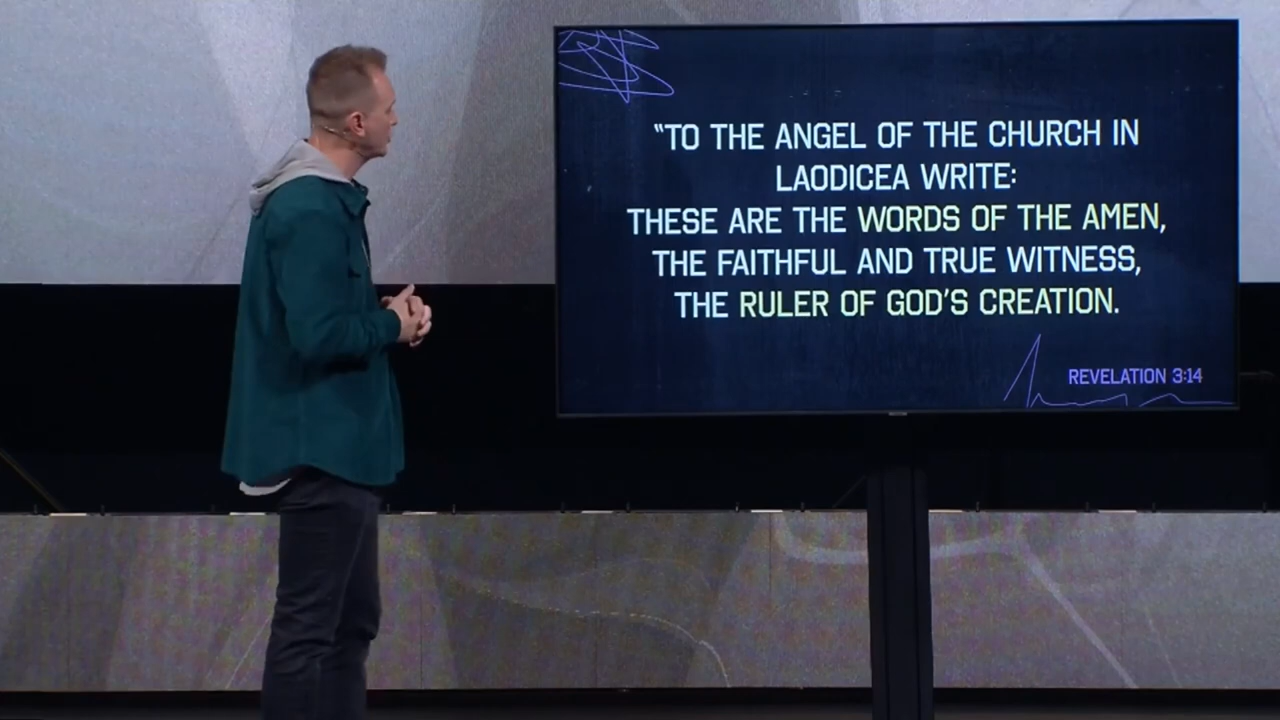 “TO THE ANGEL OF THE CHURCH IN
LAODICEA WRITE:
THESE ARE THE WORDS OF THE AMEN,
THE FAITHFUL AND TRUE WITNESS,
THE RULER OF GOD’S CREATION.
REVELATION 3:14